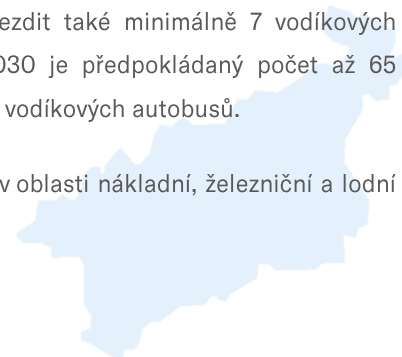 ezdit také minimálně 7 vodíkových
030 je předpokládaný počet až 65
vodíkových autobusů.
v oblasti nákladní, železniční a lodní